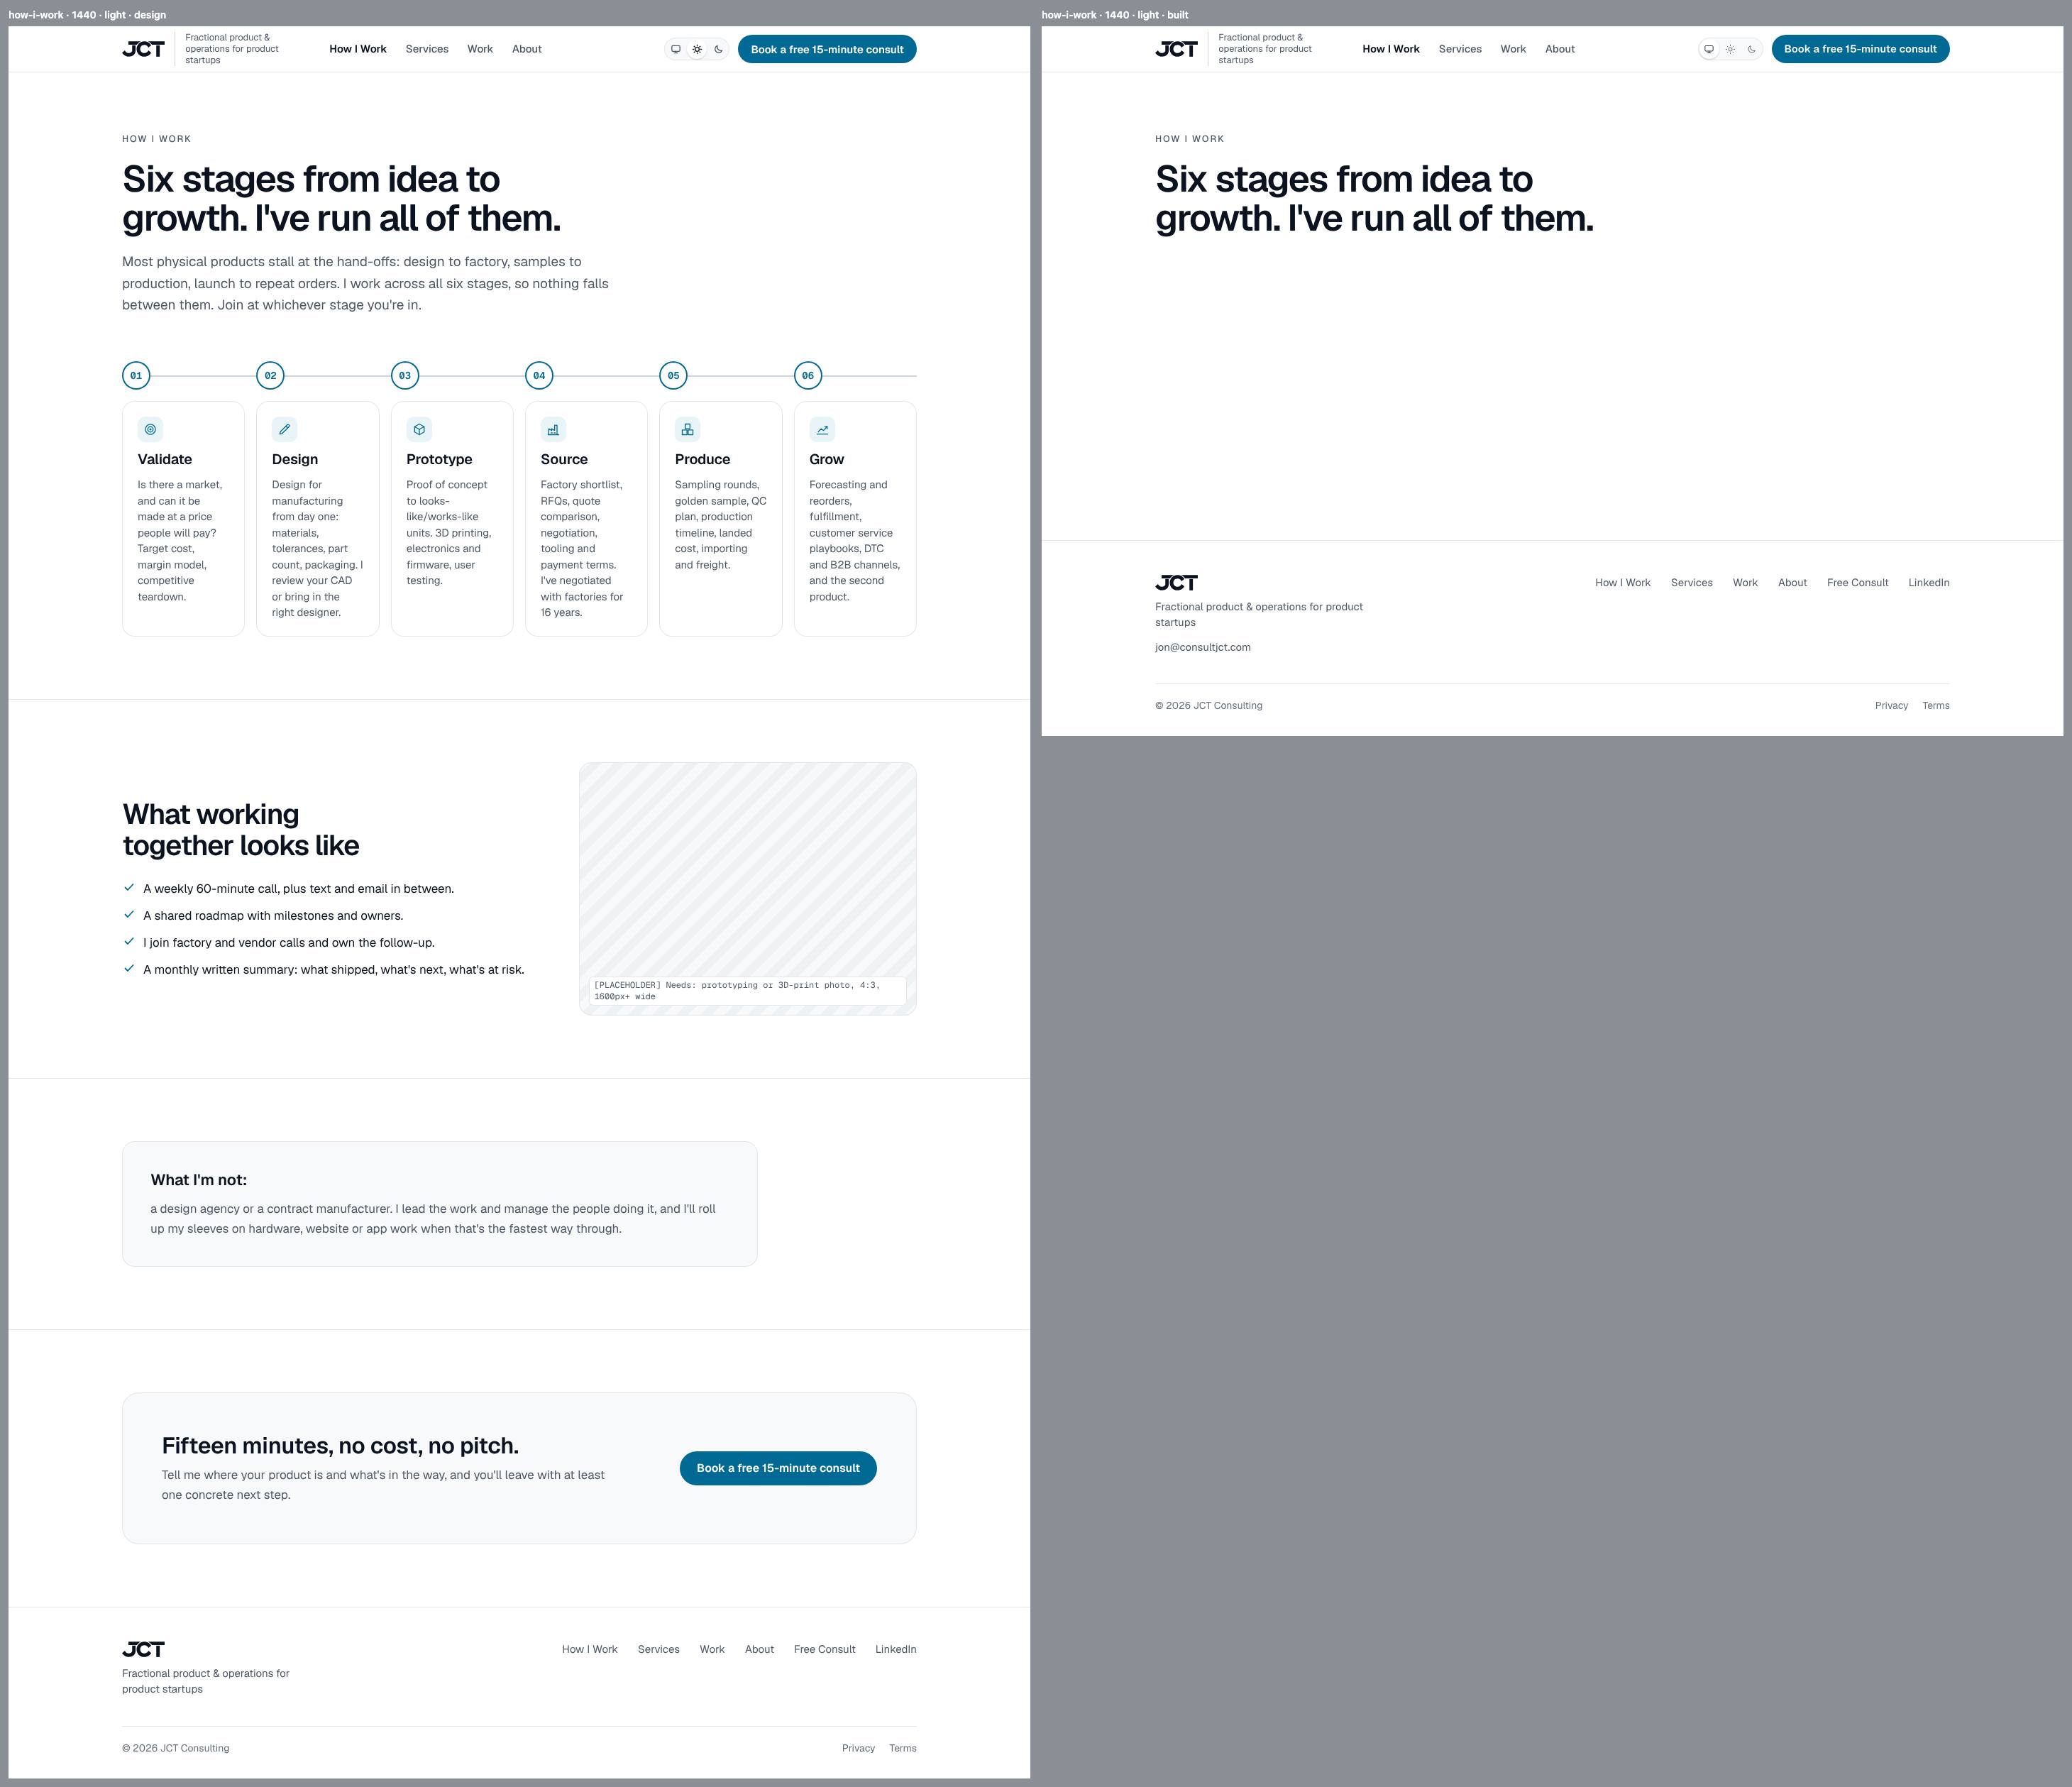 how-i-work · 1440 · light · design
JCT
Fractional product &
operations for product
startups
How I Work
Services
Work
About
Book a free 15-minute consult
HOW I WORK
Six stages from idea to
growth. I've run all of them.
Most physical products stall at the hand-offs: design to factory, samples to
production, launch to repeat orders. I work across all six stages, so nothing falls
between them. Join at whichever stage you're in.
01
02
03
04
05
06
Validate
Is there a market,
and can it be
made at a price
people will pay?
Target cost,
margin model,
competitive
teardown.
Design
Design for
manufacturing
from day one:
materials,
tolerances, part
count, packaging. I
review your CAD
or bring in the
right designer.
Prototype
Proof of concept
to looks-
like/works-like
units. 3D printing,
electronics and
firmware, user
testing.
Source
Factory shortlist,
RFQs, quote
comparison,
negotiation,
tooling and
payment terms.
I've negotiated
with factories for
16 years.
Produce
Sampling rounds,
golden sample, QC
plan, production
timeline, landed
cost, importing
and freight.
Grow
Forecasting and
reorders,
fulfillment,
customer service
playbooks, DTC
and B2B channels,
and the second
product.
What working
together looks like
A weekly 60-minute call, plus text and email in between.
A shared roadmap with milestones and owners.
I join factory and vendor calls and own the follow-up.
A monthly written summary: what shipped, what's next, what's at risk.
[PLACEHOLDER] Needs: prototyping or 3D-print photo, 4:3,
1600px+ wide
What I'm not:
a design agency or a contract manufacturer. I lead the work and manage the people doing it, and I'll roll
up my sleeves on hardware, website or app work when that's the fastest way through.
Fifteen minutes, no cost, no pitch.
Tell me where your product is and what's in the way, and you'll leave with at least
one concrete next step.
Book a free 15-minute consult
JCT
Fractional product & operations for
product startups
How I Work
Services
Work
About
Free Consult
LinkedIn
© 2026 JCT Consulting
Privacy
Terms
how-i-work · 1440 · light · built
JCT
Fractional product &
operations for product
startups
How I Work
Services
Work
About
Book a free 15-minute consult
HOW I WORK
Six stages from idea to
growth. I've run all of them.
JCT
Fractional product & operations for product
startups
jon@consultjct.com
How I Work
Services
Work
About
Free Consult
LinkedIn
© 2026 JCT Consulting
Privacy
Terms